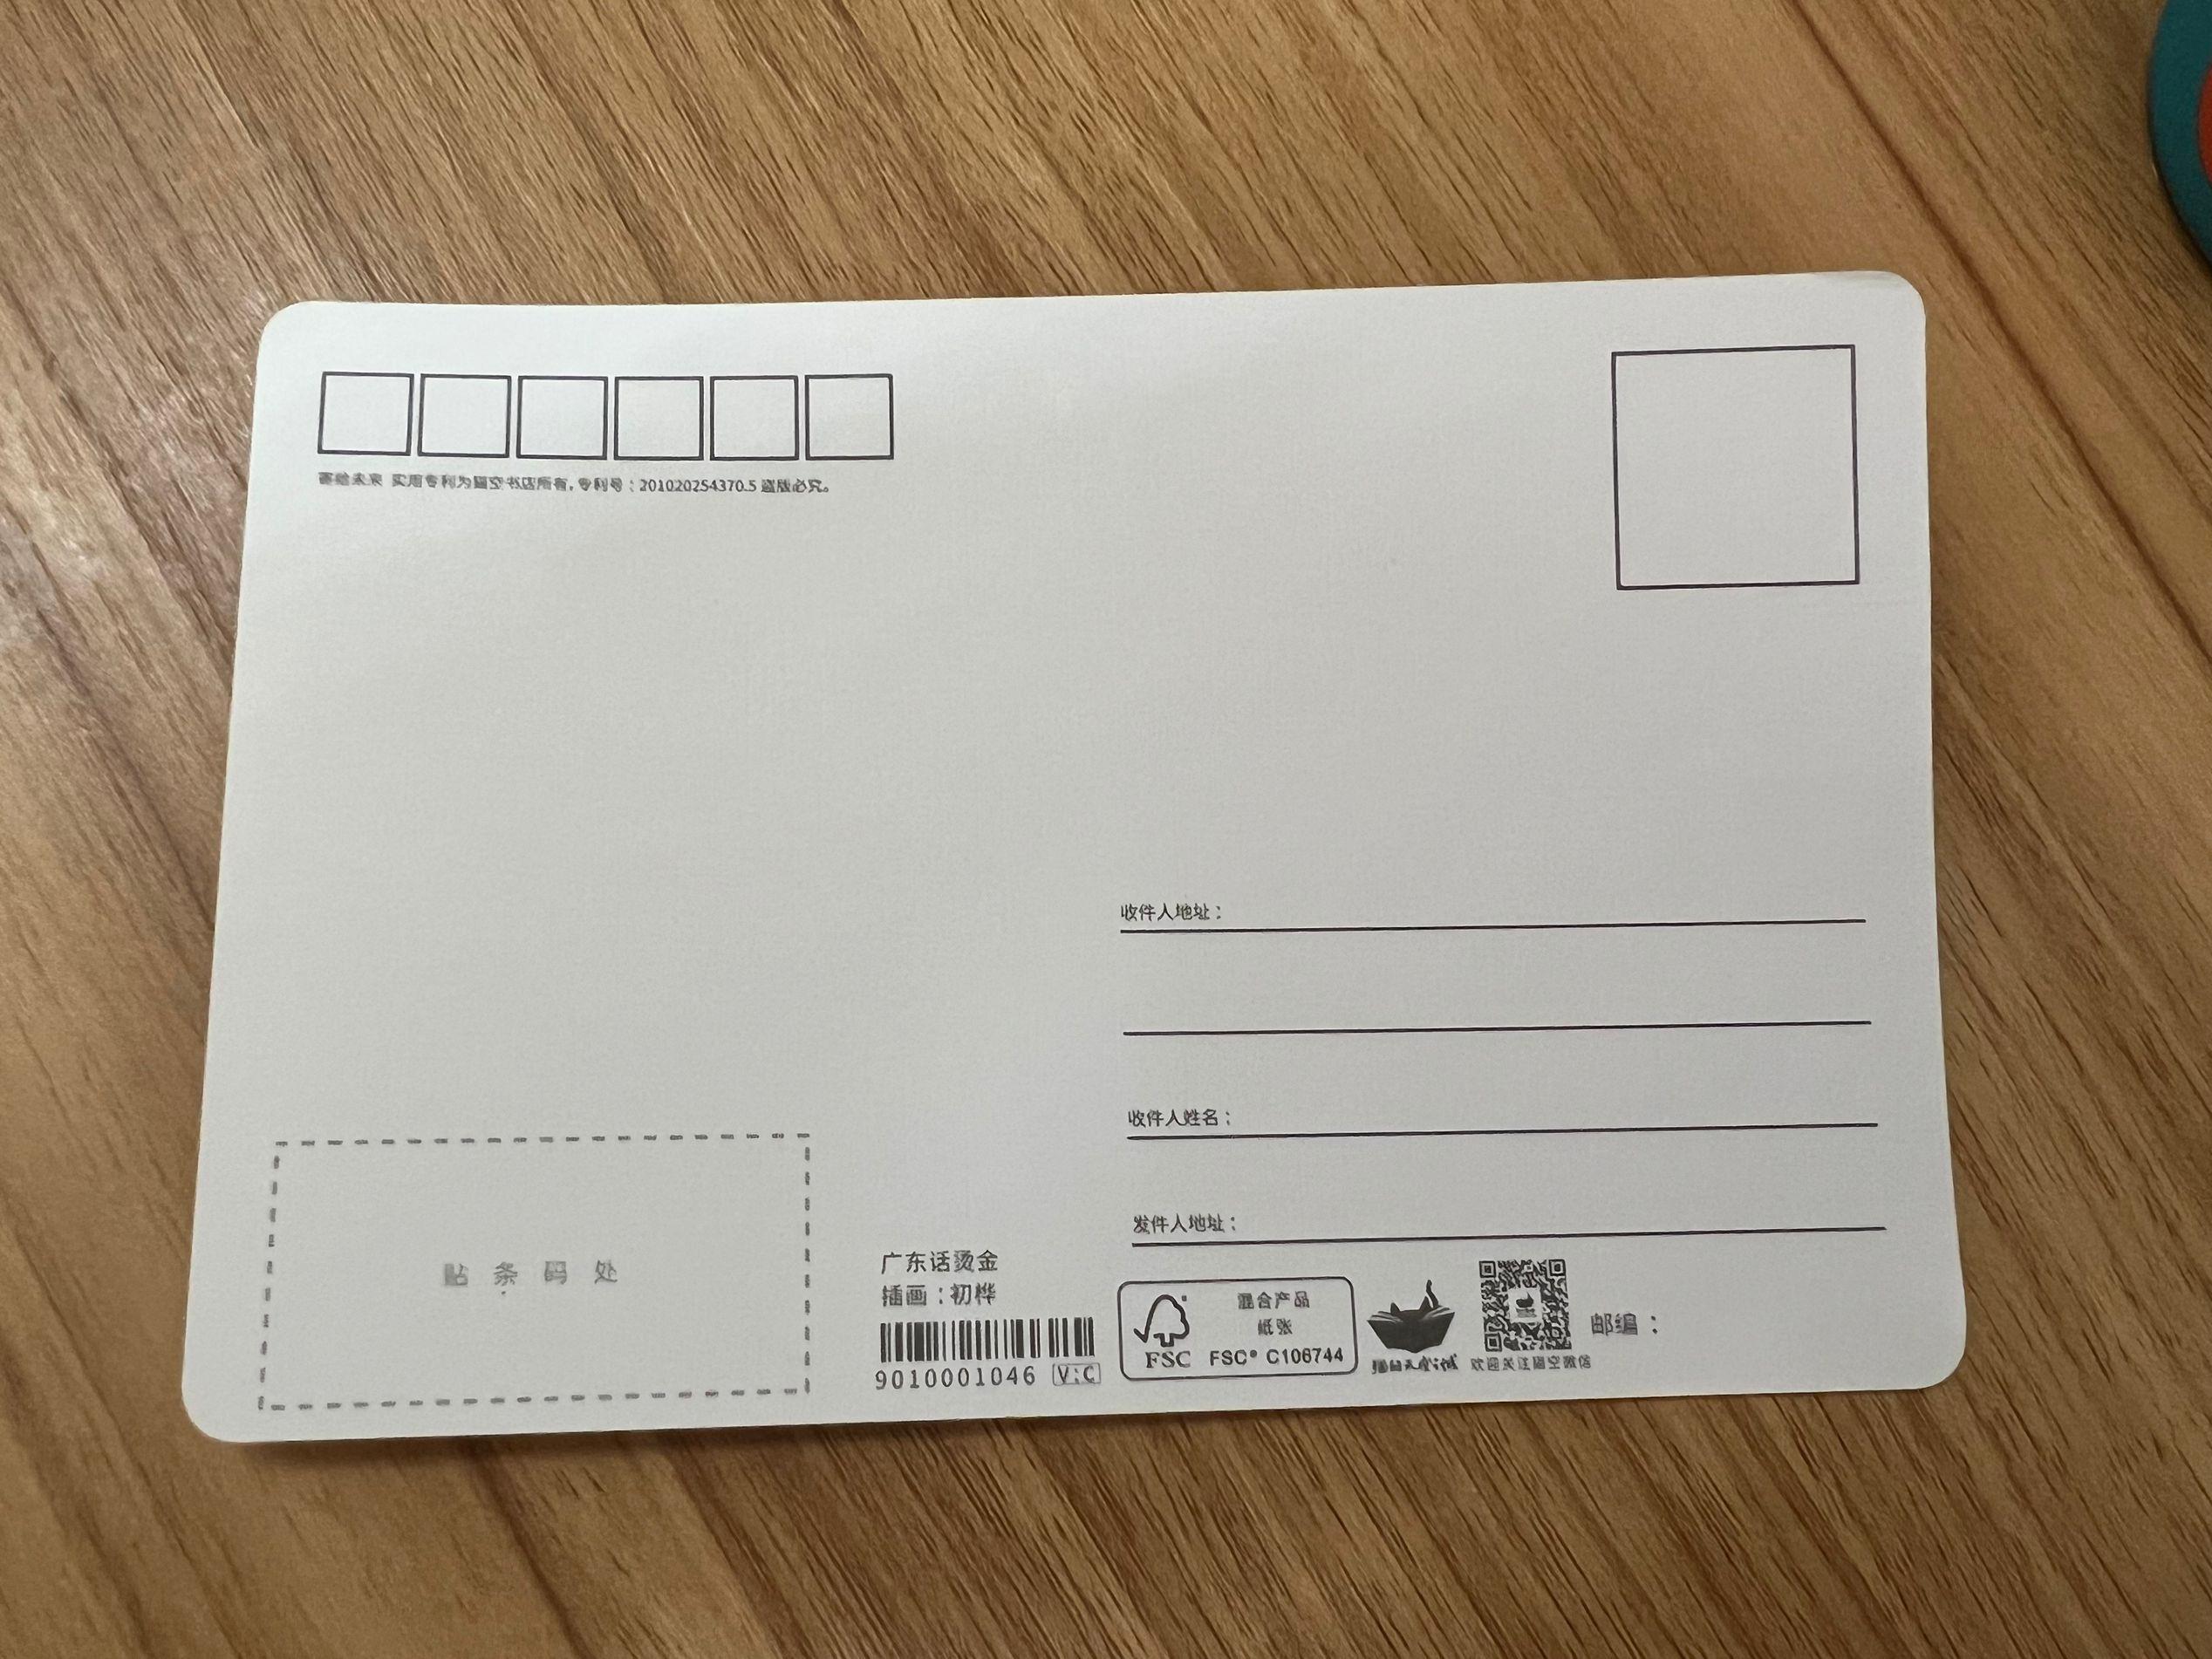 寄给未来 实用专利为猫空书店所有,专利号:201020254370.5 盗版必究。
收件人地址:
收件人姓名:
发件人地址:
贴条码处
广东话烫金
插画:初桦
9010001046 V:C
FSC
混合产品
纸张
FSC® C106744
猫的天空之城
欢迎关注猫空微信
邮编: